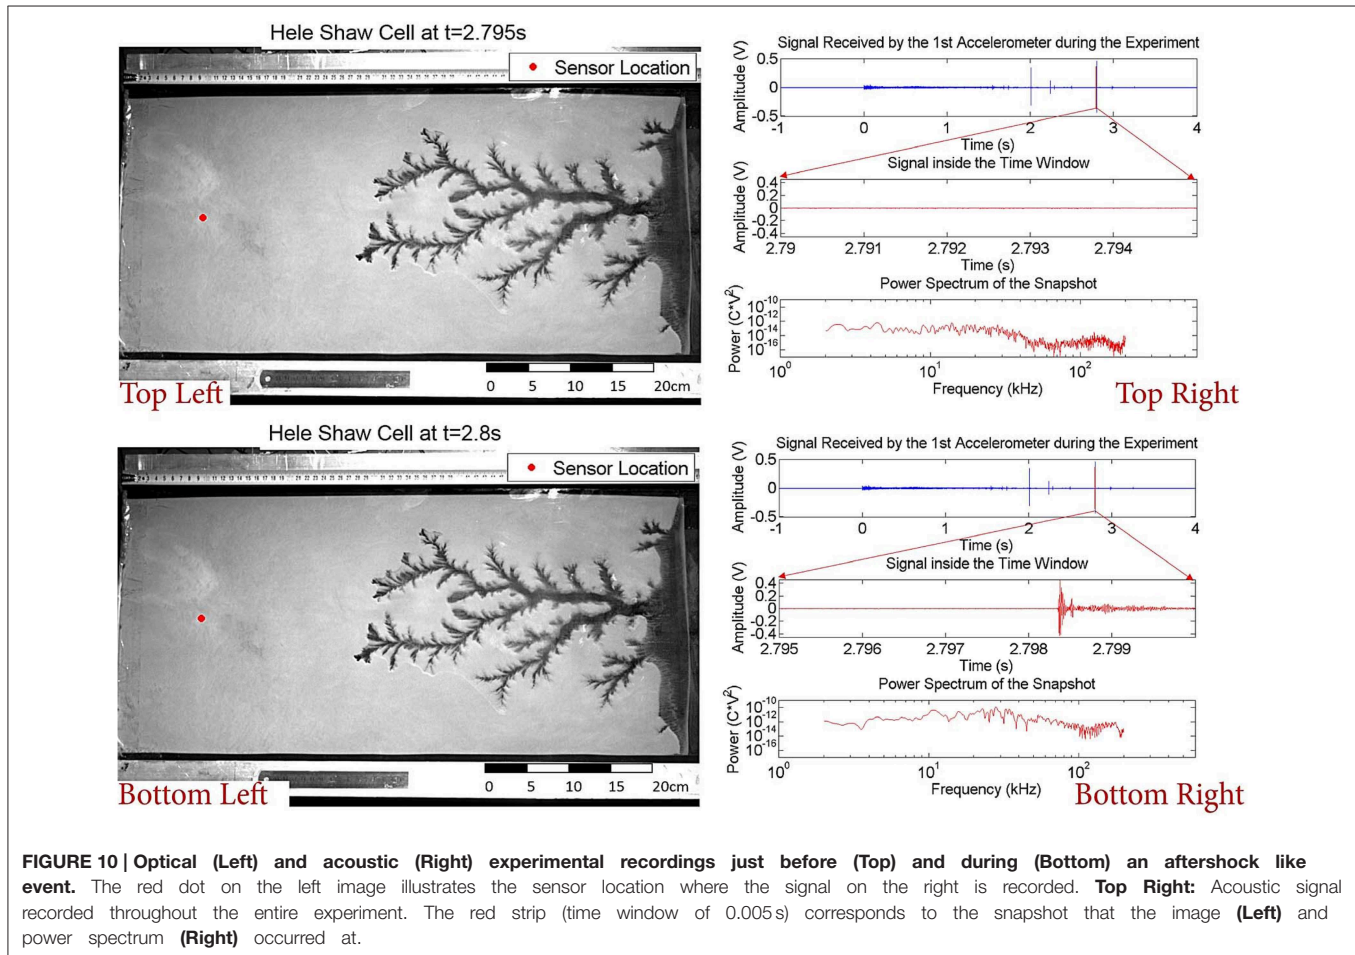 Hele Shaw Cell at t=2.795s
Sensor Location
0 5 10 15 20cm
Top Left
Signal Received by the 1st Accelerometer during the Experiment
Amplitude (V)
0.5
0
-0.5
-1 0 1 2 3 4
Time (s)
Signal inside the Time Window
Amplitude (V)
0.4
0.2
0
-0.2
-0.4
2.79 2.791 2.792 2.793 2.794
Time (s)
Power Spectrum of the Snapshot
Power (C*V²)
10⁻¹⁰
10⁻¹²
10⁻¹⁴
10⁻¹⁶
10⁰ 10¹ 10²
Frequency (kHz)
Top Right
Hele Shaw Cell at t=2.8s
Sensor Location
0 5 10 15 20cm
Bottom Left
Signal Received by the 1st Accelerometer during the Experiment
Amplitude (V)
0.5
0
-0.5
-1 0 1 2 3 4
Time (s)
Signal inside the Time Window
Amplitude (V)
0.4
0.2
0
-0.2
-0.4
2.795 2.796 2.797 2.798 2.799
Time (s)
Power Spectrum of the Snapshot
Power (C*V²)
10⁻¹⁰
10⁻¹²
10⁻¹⁴
10⁻¹⁶
10⁰ 10¹ 10²
Frequency (kHz)
Bottom Right
FIGURE 10 | Optical (Left) and acoustic (Right) experimental recordings just before (Top) and during (Bottom) an aftershock like
event. The red dot on the left image illustrates the sensor location where the signal on the right is recorded. Top Right: Acoustic signal
recorded throughout the entire experiment. The red strip (time window of 0.005 s) corresponds to the snapshot that the image (Left) and
power spectrum (Right) occurred at.